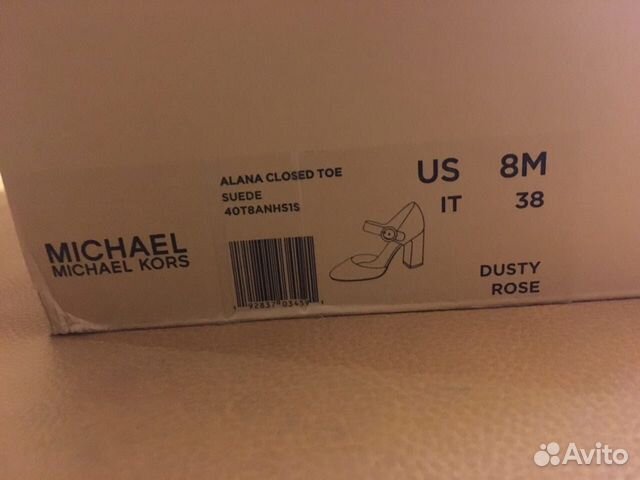 ALANA CLOSED TOE
SUEDE
40T8ANHS1S
US 8M
IT 38
MICHAEL
MICHAEL KORS
DUSTY
ROSE
Avito